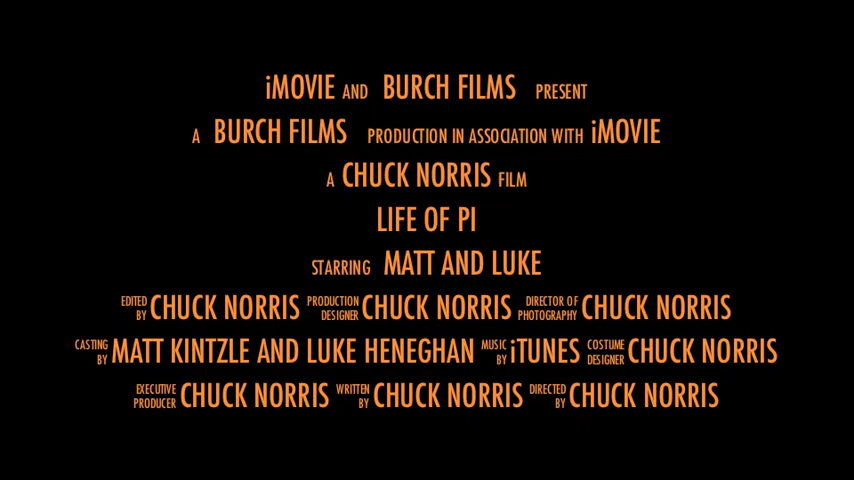 iMOVIE AND BURCH FILMS PRESENT
A BURCH FILMS PRODUCTION IN ASSOCIATION WITH iMOVIE
A CHUCK NORRIS FILM
LIFE OF PI
STARRING MATT AND LUKE
EDITED BY CHUCK NORRIS PRODUCTION DESIGNER CHUCK NORRIS DIRECTOR OF PHOTOGRAPHY CHUCK NORRIS
CASTING BY MATT KINTZLE AND LUKE HENEGHAN MUSIC BY iTUNES COSTUME DESIGNER CHUCK NORRIS
EXECUTIVE PRODUCER CHUCK NORRIS WRITTEN BY CHUCK NORRIS DIRECTED BY CHUCK NORRIS